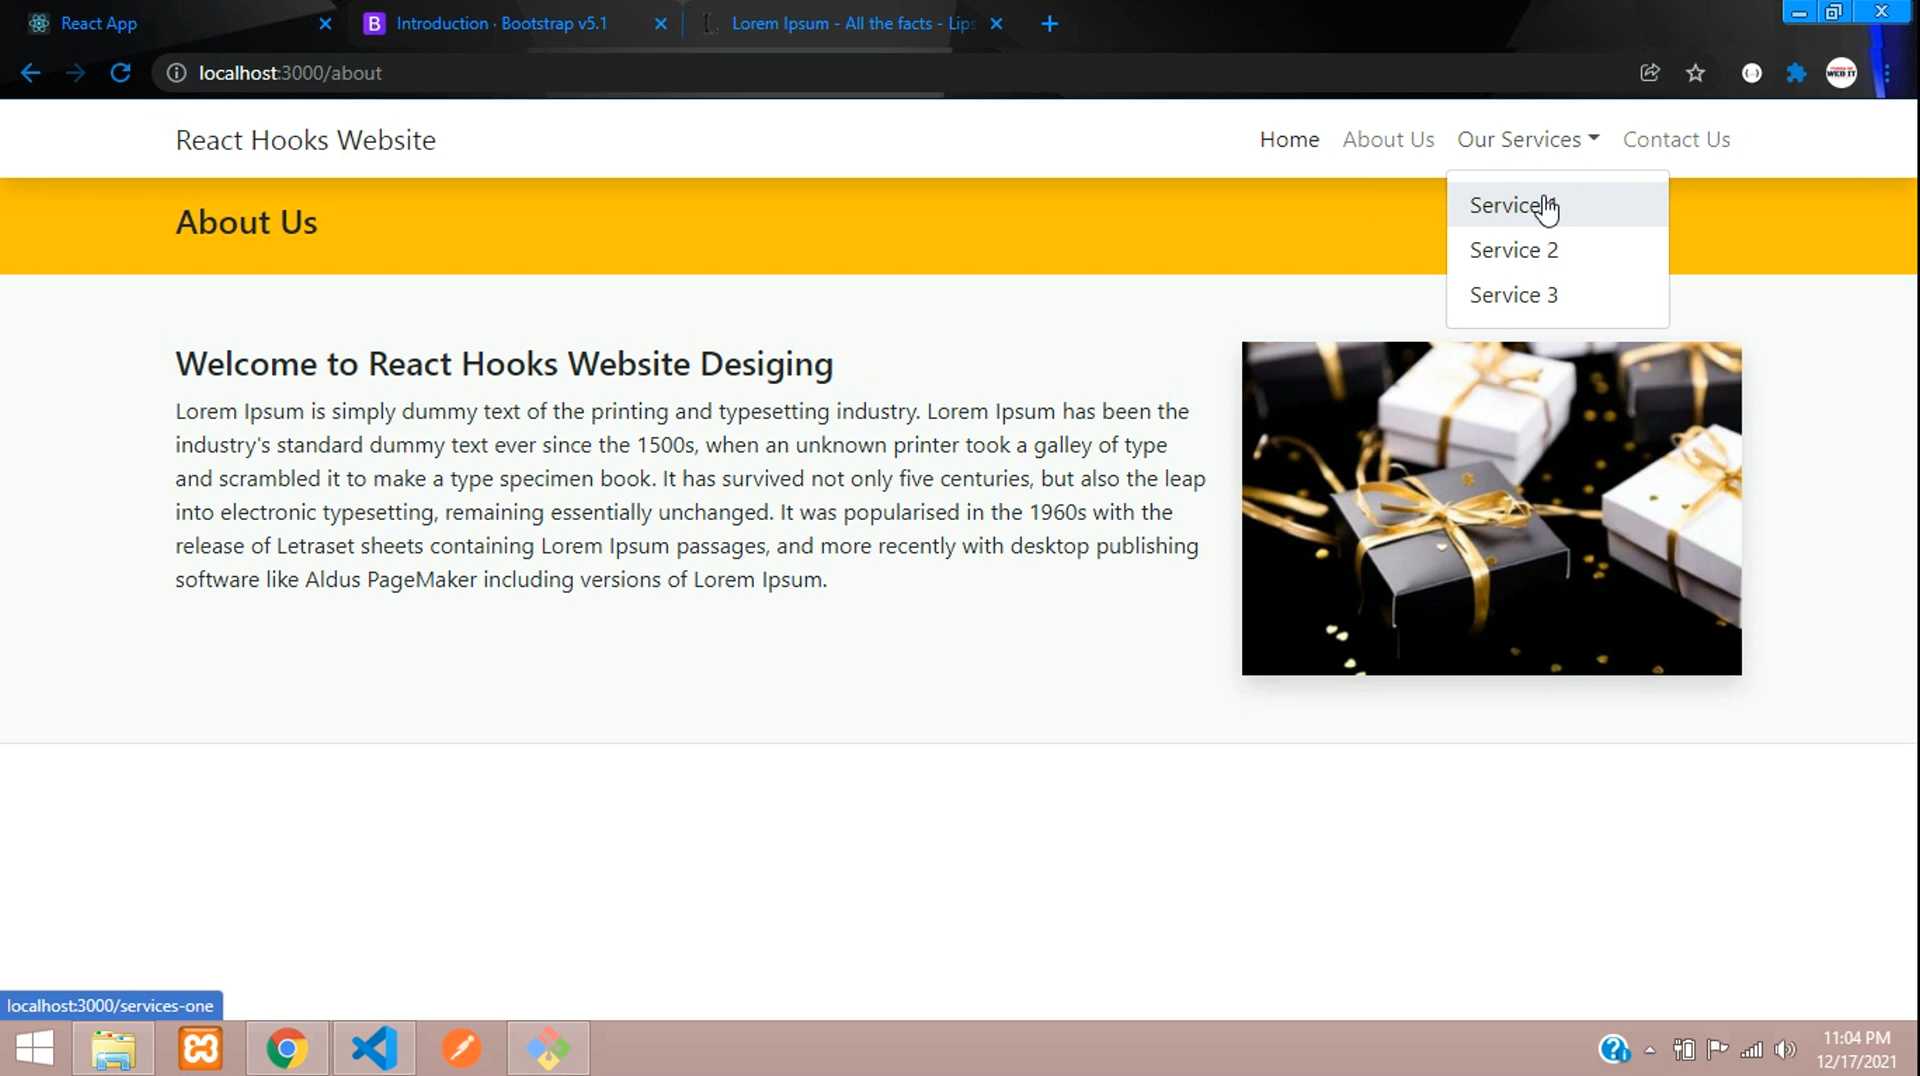 React App
Introduction · Bootstrap v5.1
Lorem Ipsum - All the facts - Lips
localhost:3000/about
WEB IT
React Hooks Website
Home
About Us
Our Services
Contact Us
Service
Service 2
Service 3
About Us
Welcome to React Hooks Website Desiging
Lorem Ipsum is simply dummy text of the printing and typesetting industry. Lorem Ipsum has been the
industry's standard dummy text ever since the 1500s, when an unknown printer took a galley of type
and scrambled it to make a type specimen book. It has survived not only five centuries, but also the leap
into electronic typesetting, remaining essentially unchanged. It was popularised in the 1960s with the
release of Letraset sheets containing Lorem Ipsum passages, and more recently with desktop publishing
software like Aldus PageMaker including versions of Lorem Ipsum.
localhost:3000/services-one
11:04 PM
12/17/2021